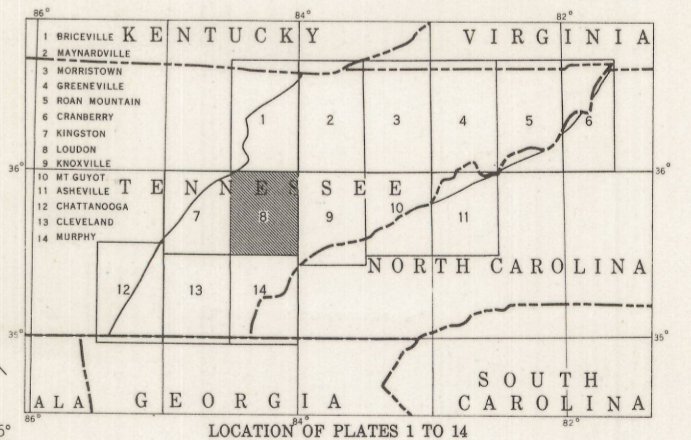 86° 84° 82°
KENTUCKY VIRGINIA
1 BRICEVILLE
2 MAYNARDVILLE
3 MORRISTOWN
4 GREENEVILLE
5 ROAN MOUNTAIN
6 CRANBERRY
7 KINGSTON
8 LOUDON
9 KNOXVILLE
10 MT GUYOT
11 ASHEVILLE
12 CHATTANOOGA
13 CLEVELAND
14 MURPHY
1 2 3 4 5 6
36° 36°
TENNESSEE
7 8 9 10 11
NORTH CAROLINA
12 13 14
35° 35°
SOUTH
CAROLINA
ALA GEORGIA
86° 84° 82°
LOCATION OF PLATES 1 TO 14